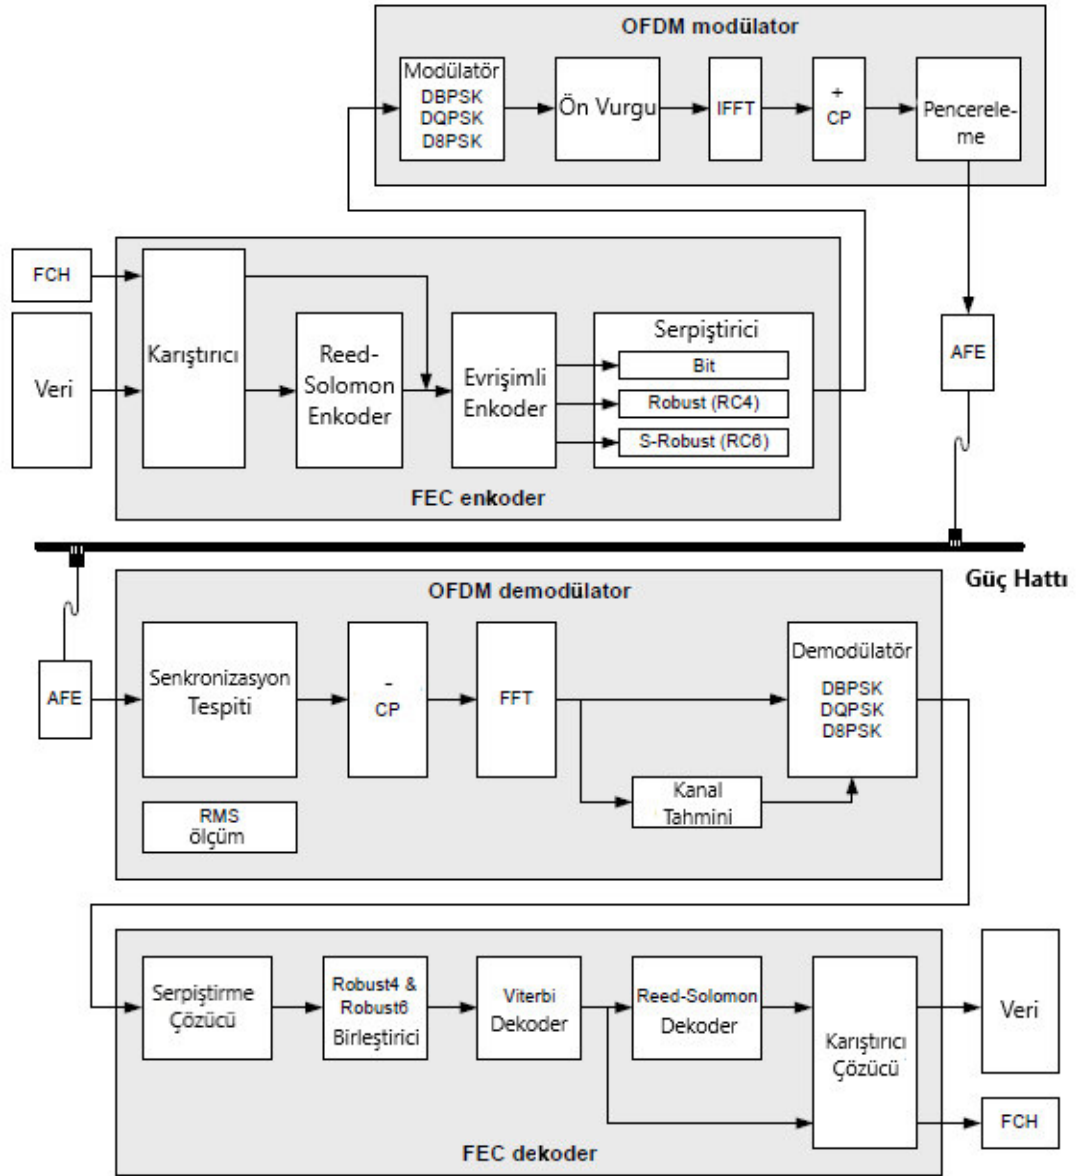 OFDM modülator
Modülatör
DBPSK
DQPSK
D8PSK
Ön Vurgu
IFFT
+
CP
Pencerele-
me
FCH
Veri
Karıştırıcı
Reed-
Solomon
Enkoder
Evrişimli
Enkoder
Serpiştirici
Bit
Robust (RC4)
S-Robust (RC6)
FEC enkoder
AFE
Güç Hattı
OFDM demodülator
AFE
Senkronizasyon
Tespiti
-
CP
FFT
Demodülatör
DBPSK
DQPSK
D8PSK
Kanal
Tahmini
RMS
ölçüm
Serpiştirme
Çözücü
Robust4 &
Robust6
Birleştirici
Viterbi
Dekoder
Reed-Solomon
Dekoder
Karıştırıcı
Çözücü
Veri
FCH
FEC dekoder